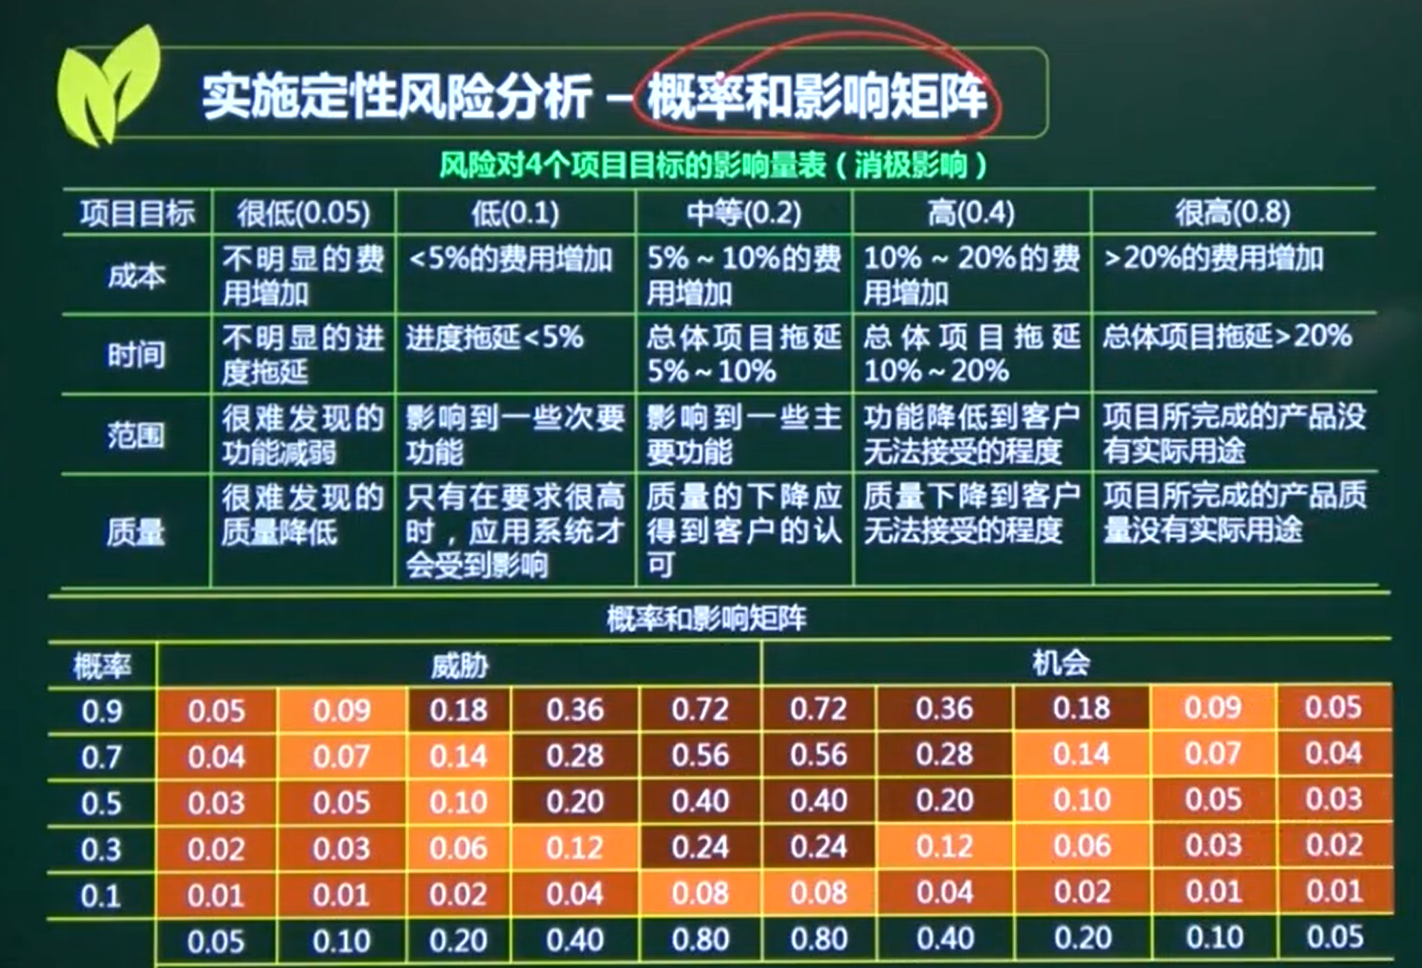 实施定性风险分析 – 概率和影响矩阵
风险对4个项目目标的影响量表（消极影响）
项目目标 很低(0.05) 低(0.1) 中等(0.2) 高(0.4) 很高(0.8)
成本 不明显的费用增加 <5%的费用增加 5%~10%的费用增加 10%~20%的费用增加 >20%的费用增加
时间 不明显的进度拖延 进度拖延<5% 总体项目拖延5%~10% 总体项目拖延10%~20% 总体项目拖延>20%
范围 很难发现的功能减弱 影响到一些次要功能 影响到一些主要功能 功能降低到客户无法接受的程度 项目所完成的产品没有实际用途
质量 很难发现的质量降低 只有在要求很高时，应用系统才会受到影响 质量的下降应得到客户的认可 质量下降到客户无法接受的程度 项目所完成的产品质量没有实际用途
概率和影响矩阵
概率 威胁 机会
0.9 0.05 0.09 0.18 0.36 0.72 0.72 0.36 0.18 0.09 0.05
0.7 0.04 0.07 0.14 0.28 0.56 0.56 0.28 0.14 0.07 0.04
0.5 0.03 0.05 0.10 0.20 0.40 0.40 0.20 0.10 0.05 0.03
0.3 0.02 0.03 0.06 0.12 0.24 0.24 0.12 0.06 0.03 0.02
0.1 0.01 0.01 0.02 0.04 0.08 0.08 0.04 0.02 0.01 0.01
0.05 0.10 0.20 0.40 0.80 0.80 0.40 0.20 0.10 0.05